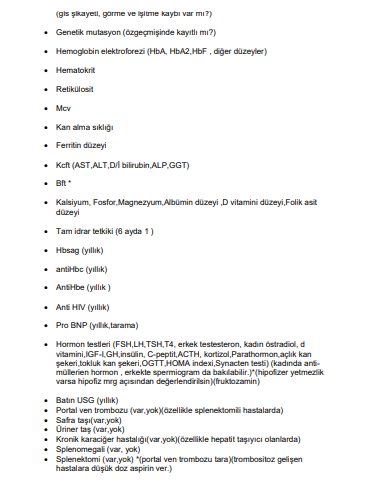 (gis şikayeti, görme ve işitme kaybı var mı?)
• Genetik mutasyon (özgeçmişinde kayıtlı mı?)
• Hemoglobin elektroforezi (HbA, HbA2,HbF , diğer düzeyler)
• Hematokrit
• Retikülosit
• Mcv
• Kan alma sıklığı
• Ferritin düzeyi
• Kcft (AST,ALT,D/İ bilirubin,ALP,GGT)
• Bft *
• Kalsiyum, Fosfor,Magnezyum,Albümin düzeyi ,D vitamini düzeyi,Folik asit
düzeyi
• Tam idrar tetkiki (6 ayda 1 )
• Hbsag (yıllık)
• antiHbc (yıllık)
• AntiHbe (yıllık )
• Anti HIV (yıllık)
• Pro BNP (yıllık,tarama)
• Hormon testleri (FSH,LH,TSH,T4, erkek testesteron, kadın östradiol, d
vitamini,IGF-I,GH,insülin, C-peptit,ACTH, kortizol,Parathormon,açlık kan
şekeri,tokluk kan şekeri,OGTT,HOMA indexi,Synacten testi) (kadında anti-
müllerien hormon , erkekte spermiogram da bakılabilir.)*(hipofizer yetmezlik
varsa hipofiz mrg açısından değerlendirilsin)(fruktozamin)
• Batın USG (yıllık)
• Portal ven trombozu (var,yok)(özellikle splenektomili hastalarda)
• Safra taşı(var,yok)
• Üriner taş (var,yok)
• Kronik karaciğer hastalığı(var,yok)(özellikle hepatit taşıyıcı olanlarda)
• Splenomegali (var, yok)
• Splenektomi (var,yok) *(portal ven trombozu tara)(trombositoz gelişen
hastalara düşük doz aspirin ver.)